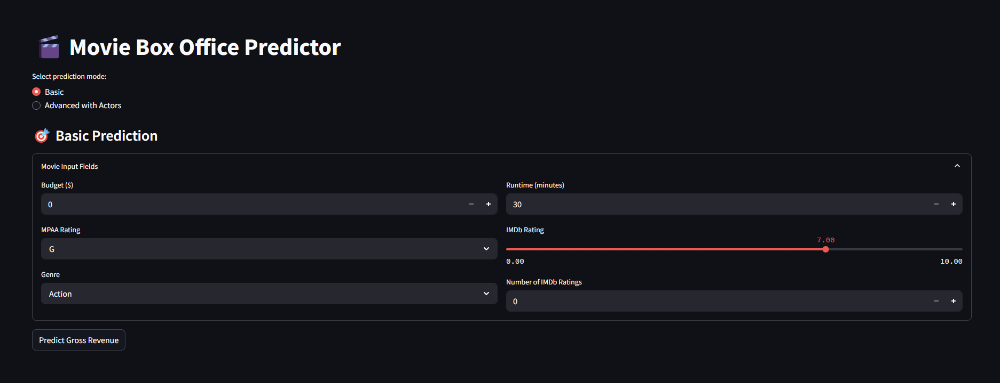 Movie Box Office Predictor
Select prediction mode:
Basic
Advanced with Actors
Basic Prediction
Movie Input Fields
Budget ($)
0
Runtime (minutes)
30
MPAA Rating
G
IMDb Rating
7.00
0.00 10.00
Genre
Action
Number of IMDb Ratings
0
Predict Gross Revenue